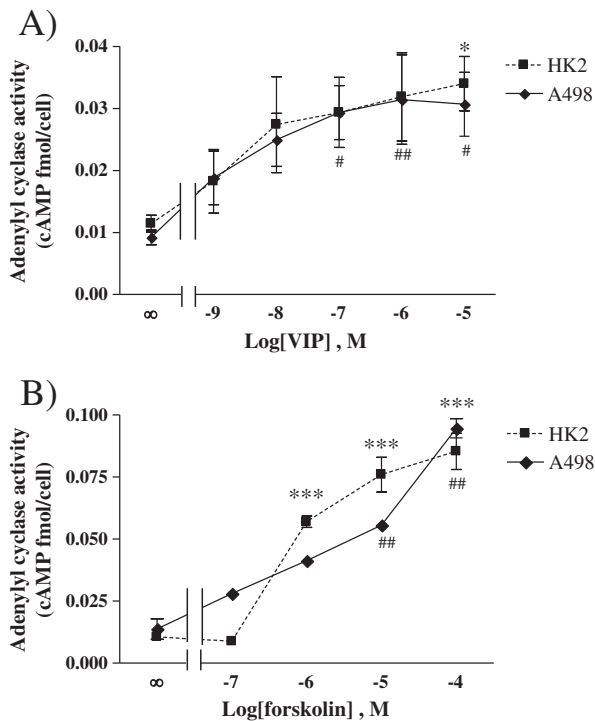 A)
Adenylyl cyclase activity
(cAMP fmol/cell)
0.04
0.03
0.02
0.01
0.00
*
#
##
#
HK2
A498
∞
-9
-8
-7
-6
-5
Log[VIP] , M
B)
Adenylyl cyclase activity
(cAMP fmol/cell)
0.100
0.075
0.050
0.025
0.000
***
***
***
##
##
HK2
A498
∞
-7
-6
-5
-4
Log[forskolin] , M